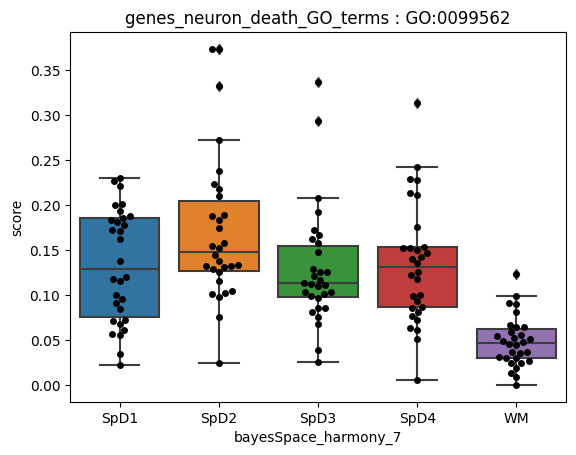 genes_neuron_death_GO_terms : GO:0099562
score
0.35
0.30
0.25
0.20
0.15
0.10
0.05
0.00
SpD1 SpD2 SpD3 SpD4 WM
bayesSpace_harmony_7